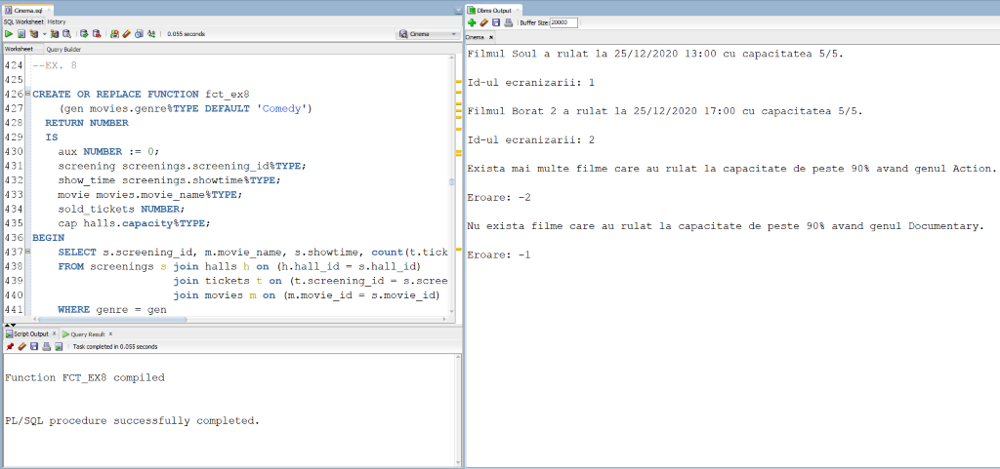 Cinema.sql
SQL Worksheet History
0.055 seconds
Cinema
Worksheet Query Builder
424 --EX. 8
425
426 CREATE OR REPLACE FUNCTION fct_ex8
427 (gen movies.genre%TYPE DEFAULT 'Comedy')
428 RETURN NUMBER
429 IS
430 aux NUMBER := 0;
431 screening screenings.screening_id%TYPE;
432 show_time screenings.showtime%TYPE;
433 movie movies.movie_name%TYPE;
434 sold_tickets NUMBER;
435 cap halls.capacity%TYPE;
436 BEGIN
437 SELECT s.screening_id, m.movie_name, s.showtime, count(t.tick
438 FROM screenings s join halls h on (h.hall_id = s.hall_id)
439 join tickets t on (t.screening_id = s.scree
440 join movies m on (m.movie_id = s.movie_id)
441 WHERE genre = gen
Script Output × Query Result ×
Task completed in 0.055 seconds
Function FCT_EX8 compiled
PL/SQL procedure successfully completed.
Dbms Output
Buffer Size: 20000
Cinema ×
Filmul Soul a rulat la 25/12/2020 13:00 cu capacitatea 5/5.
Id-ul ecranizarii: 1
Filmul Borat 2 a rulat la 25/12/2020 17:00 cu capacitatea 5/5.
Id-ul ecranizarii: 2
Exista mai multe filme care au rulat la capacitate de peste 90% avand genul Action.
Eroare: -2
Nu exista filme care au rulat la capacitate de peste 90% avand genul Documentary.
Eroare: -1